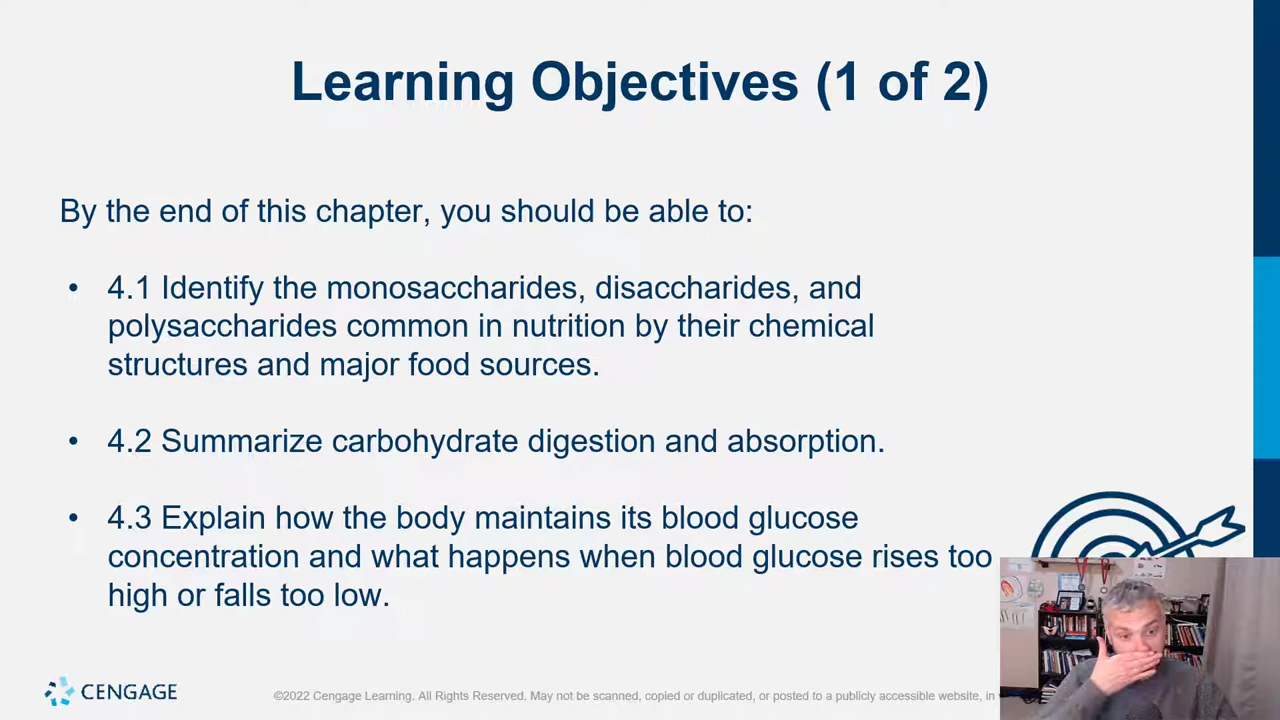 Learning Objectives (1 of 2)
By the end of this chapter, you should be able to:
• 4.1 Identify the monosaccharides, disaccharides, and
polysaccharides common in nutrition by their chemical
structures and major food sources.
• 4.2 Summarize carbohydrate digestion and absorption.
• 4.3 Explain how the body maintains its blood glucose
concentration and what happens when blood glucose rises too
high or falls too low.
CENGAGE
©2022 Cengage Learning. All Rights Reserved. May not be scanned, copied or duplicated, or posted to a publicly accessible website, in